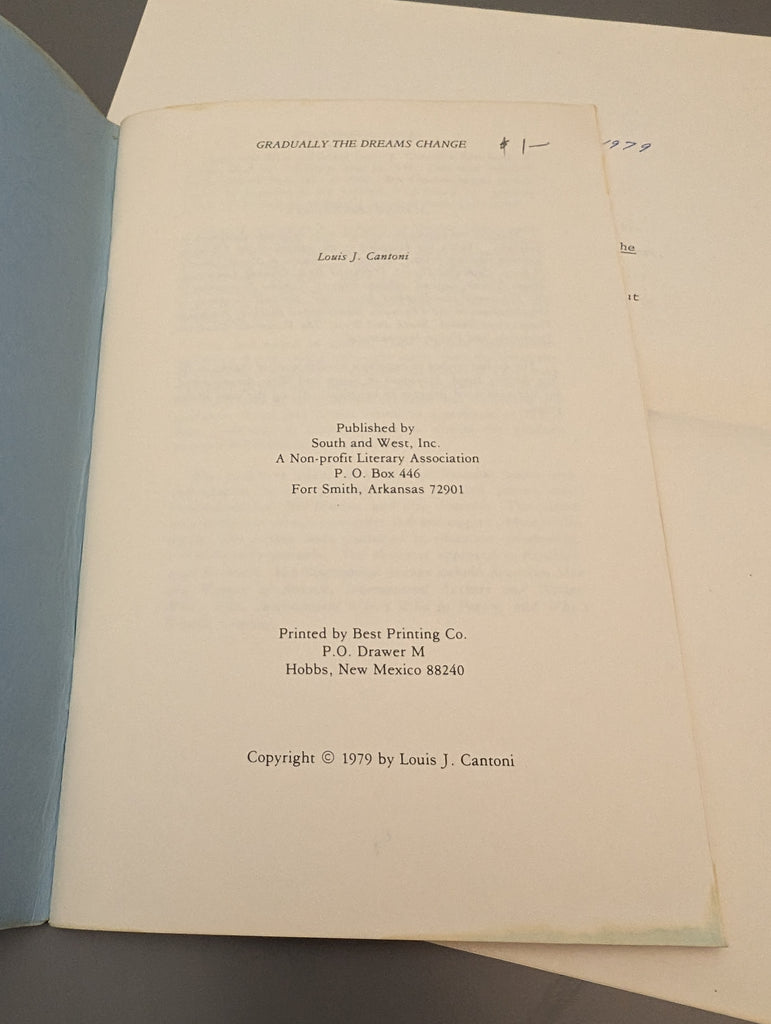 GRADUALLY THE DREAMS CHANGE $1—
1979
Louis J. Cantoni
Published by
South and West, Inc.
A Non-profit Literary Association
P. O. Box 446
Fort Smith, Arkansas 72901
Printed by Best Printing Co.
P.O. Drawer M
Hobbs, New Mexico 88240
Copyright © 1979 by Louis J. Cantoni